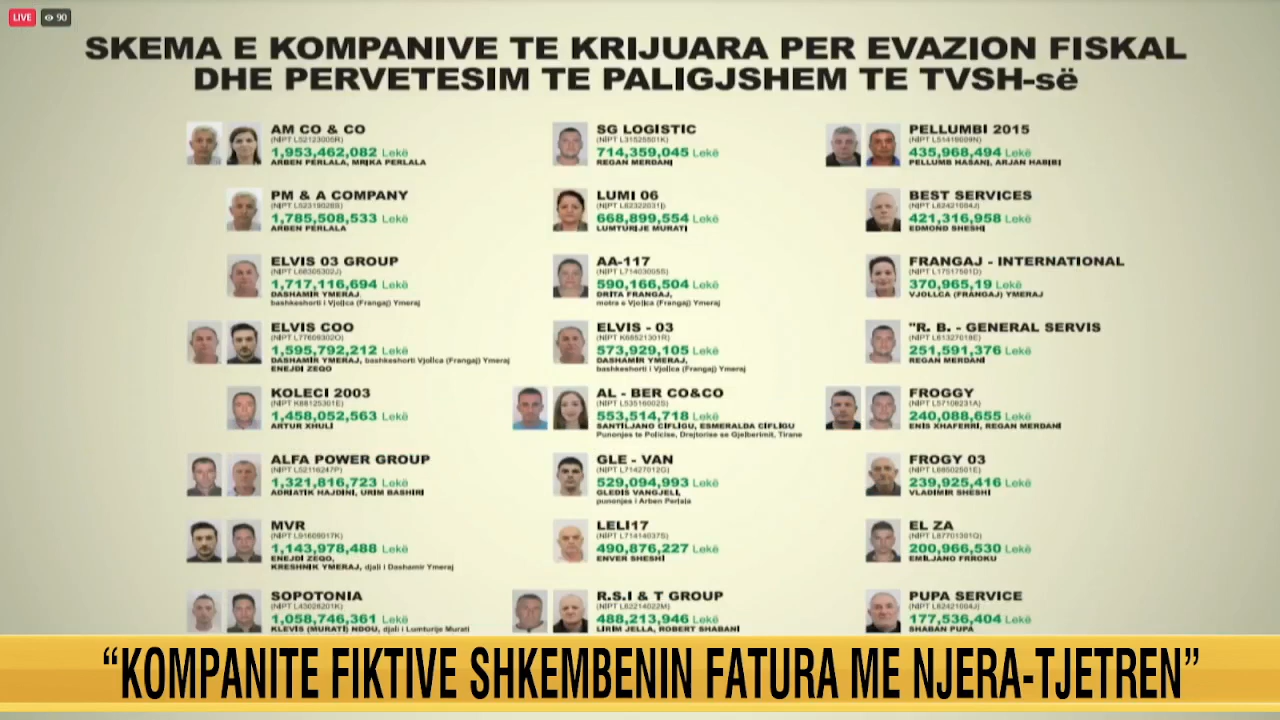 LIVE 90
SKEMA E KOMPANIVE TE KRIJUARA PER EVAZION FISKAL
DHE PERVETESIM TE PALIGJSHEM TE TVSH-së
AM CO & CO
1,953,462,082 Lekë
ARBEN PERLALA, MRIKA PERLALA
PM & A COMPANY
1,785,508,533 Lekë
ARBEN PERLALA
ELVIS 03 GROUP
1,717,116,694 Lekë
DASHAMIR YMERAJ,
bashkeshorti i Vjollca (Frangaj) Ymeraj
ELVIS COO
1,595,792,212 Lekë
DASHAMIR YMERAJ, bashkeshorti Vjollca (Frangaj) Ymeraj
ENEJDI ZEQO
KOLECI 2003
1,458,052,563 Lekë
ARTUR XHULI
ALFA POWER GROUP
1,321,816,723 Lekë
ADRIATIK HAJDINI, URIM BASHIRI
MVR
1,143,978,488 Lekë
ENEJDI ZEQO,
KRESHNIK YMERAJ, djali i Dashamir Ymeraj
SOPOTONIA
1,058,746,361 Lekë
KLEVIS (MURATI) NDOU, djali i Lumturije Murati
SG LOGISTIC
714,359,045 Lekë
REGAN MERDANI
LUMI 06
668,899,554 Lekë
LUMTURIJE MURATI
AA-117
590,166,504 Lekë
DRITA FRANGAJ,
motra e Vjollca (Frangaj) Ymeraj
ELVIS - 03
573,929,105 Lekë
DASHAMIR YMERAJ,
bashkeshorti i Vjollca (Frangaj) Ymeraj
AL - BER CO&CO
553,514,718 Lekë
SANTILJANO CIFLIGU, ESMERALDA CIFLIGU
Punonjes te Policise, Drejtorise se Gjelberimit, Tirane
GLE - VAN
529,094,993 Lekë
GLEDIS VANGJELI,
punonjes i Arben Perlala
LELI17
490,876,227 Lekë
ENVER SHESHI
R.S.I & T GROUP
488,213,946 Lekë
LIRIM JELLA, ROBERT SHABANI
PELLUMBI 2015
435,968,494 Lekë
PELLUMB HASANI, ARJAN HABIBI
BEST SERVICES
421,316,958 Lekë
EDMOND SHESHI
FRANGAJ - INTERNATIONAL
370,965,19 Lekë
VJOLLCA (FRANGAJ) YMERAJ
"R. B. - GENERAL SERVIS
251,591,376 Lekë
REGAN MERDANI
FROGGY
240,088,655 Lekë
ENIS XHAFERRI, REGAN MERDANI
FROGY 03
239,925,416 Lekë
VLADIMIR SHESHI
EL ZA
200,966,530 Lekë
EMILJANO FRROKU
PUPA SERVICE
177,536,404 Lekë
SHABAN PUPA
“KOMPANITE FIKTIVE SHKEMBENIN FATURA ME NJERA-TJETREN”